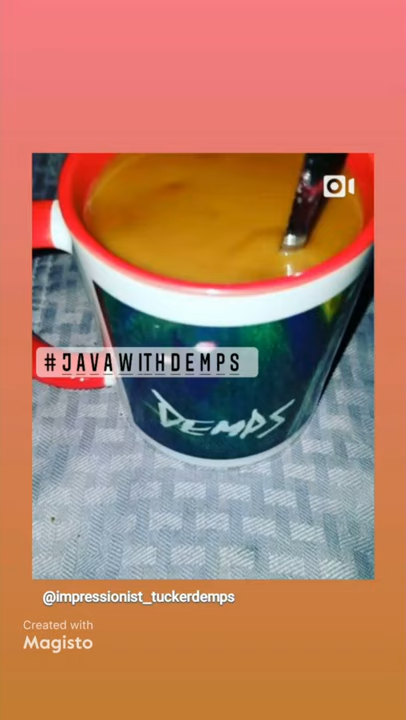 #JAVAWITHDEMPS
DEMPS
@impressionist_tuckerdemps
Created with
Magisto